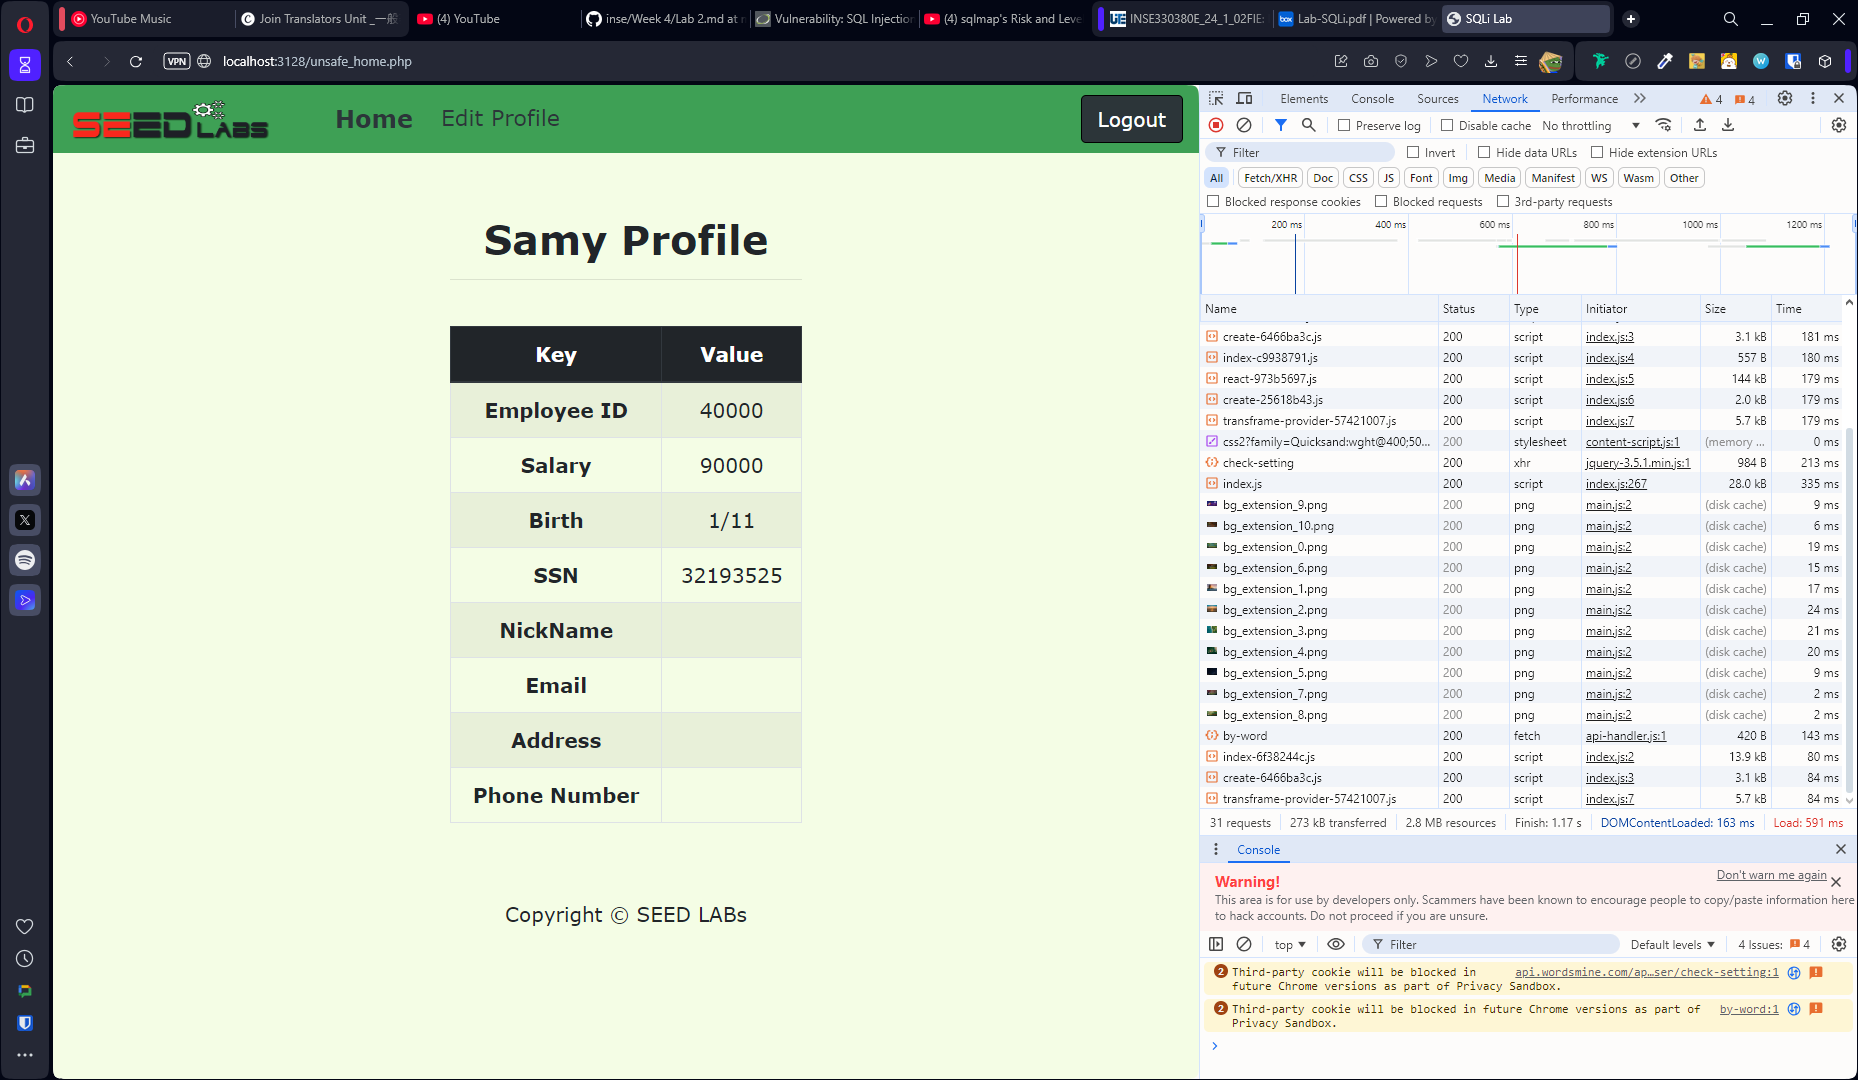 YouTube Music
Join Translators Unit _一般
(4) YouTube
inse/Week 4/Lab 2.md at
Vulnerability: SQL Injection
(4) sqlmap's Risk and Leve
INSE330380E_24_1_02FIE:
Lab-SQLi.pdf | Powered by
SQLi Lab
VPN
localhost:3128/unsafe_home.php
SEED LABS
Home
Edit Profile
Logout
Samy Profile
Key Value
Employee ID 40000
Salary 90000
Birth 1/11
SSN 32193525
NickName
Email
Address
Phone Number
Copyright © SEED LABs
Elements Console Sources Network Performance 4 4
Preserve log Disable cache No throttling
Filter Invert Hide data URLs Hide extension URLs
All Fetch/XHR Doc CSS JS Font Img Media Manifest WS Wasm Other
Blocked response cookies Blocked requests 3rd-party requests
200 ms 400 ms 600 ms 800 ms 1000 ms 1200 ms
Name Status Type Initiator Size Time
create-6466ba3c.js 200 script index.js:3 3.1 kB 181 ms
index-c9938791.js 200 script index.js:4 557 B 180 ms
react-973b5697.js 200 script index.js:5 144 kB 179 ms
create-25618b43.js 200 script index.js:6 2.0 kB 179 ms
transframe-provider-57421007.js 200 script index.js:7 5.7 kB 179 ms
css2?family=Quicksand:wght@400;50... 200 stylesheet content-script.js:1 (memory ... 0 ms
check-setting 200 xhr jquery-3.5.1.min.js:1 984 B 213 ms
index.js 200 script index.js:267 28.0 kB 335 ms
bg_extension_9.png 200 png main.js:2 (disk cache) 9 ms
bg_extension_10.png 200 png main.js:2 (disk cache) 6 ms
bg_extension_0.png 200 png main.js:2 (disk cache) 19 ms
bg_extension_6.png 200 png main.js:2 (disk cache) 15 ms
bg_extension_1.png 200 png main.js:2 (disk cache) 17 ms
bg_extension_2.png 200 png main.js:2 (disk cache) 24 ms
bg_extension_3.png 200 png main.js:2 (disk cache) 21 ms
bg_extension_4.png 200 png main.js:2 (disk cache) 20 ms
bg_extension_5.png 200 png main.js:2 (disk cache) 9 ms
bg_extension_7.png 200 png main.js:2 (disk cache) 2 ms
bg_extension_8.png 200 png main.js:2 (disk cache) 2 ms
by-word 200 fetch api-handler.js:1 420 B 143 ms
index-6f38244c.js 200 script index.js:2 13.9 kB 80 ms
create-6466ba3c.js 200 script index.js:3 3.1 kB 84 ms
transframe-provider-57421007.js 200 script index.js:7 5.7 kB 84 ms
31 requests 273 kB transferred 2.8 MB resources Finish: 1.17 s DOMContentLoaded: 163 ms Load: 591 ms
Console
Warning! Don't warn me again
This area is for use by developers only. Scammers have been known to encourage people to copy/paste information here
to hack accounts. Do not proceed if you are unsure.
top Filter Default levels 4 Issues: 4
2 Third-party cookie will be blocked in api.wordsmine.com/ap…ser/check-setting:1
future Chrome versions as part of Privacy Sandbox.
2 Third-party cookie will be blocked in future Chrome versions as part of by-word:1
Privacy Sandbox.